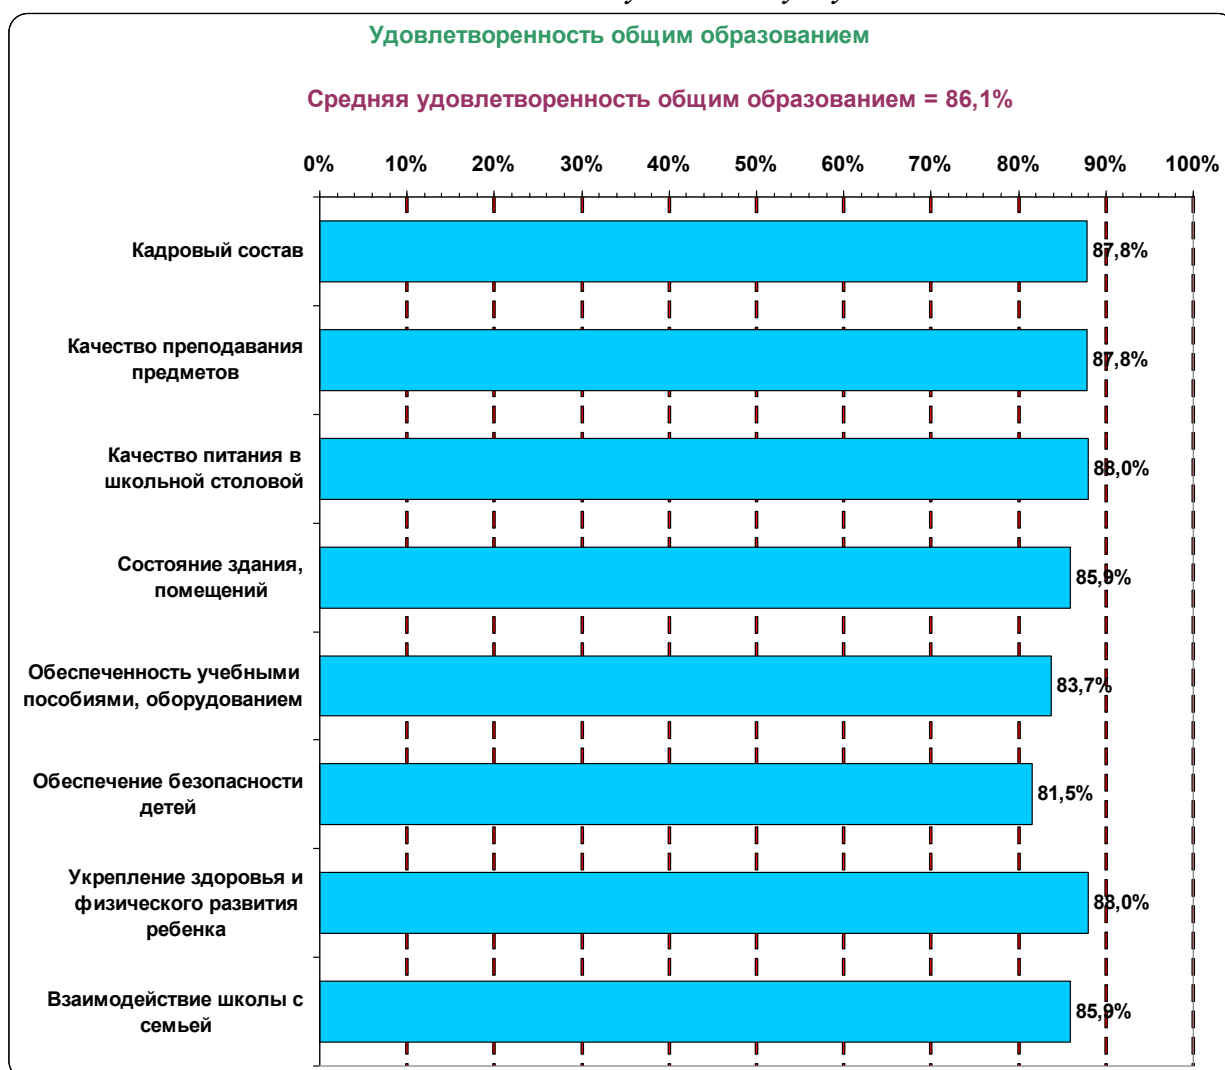 Удовлетворенность общим образованием
Средняя удовлетворенность общим образованием = 86,1%
0% 10% 20% 30% 40% 50% 60% 70% 80% 90% 100%
Кадровый состав 87,8%
Качество преподавания
предметов 87,8%
Качество питания в
школьной столовой 88,0%
Состояние здания,
помещений 85,9%
Обеспеченность учебными
пособиями, оборудованием 83,7%
Обеспечение безопасности
детей 81,5%
Укрепление здоровья и
физического развития
ребенка 88,0%
Взаимодействие школы с
семьей 85,9%